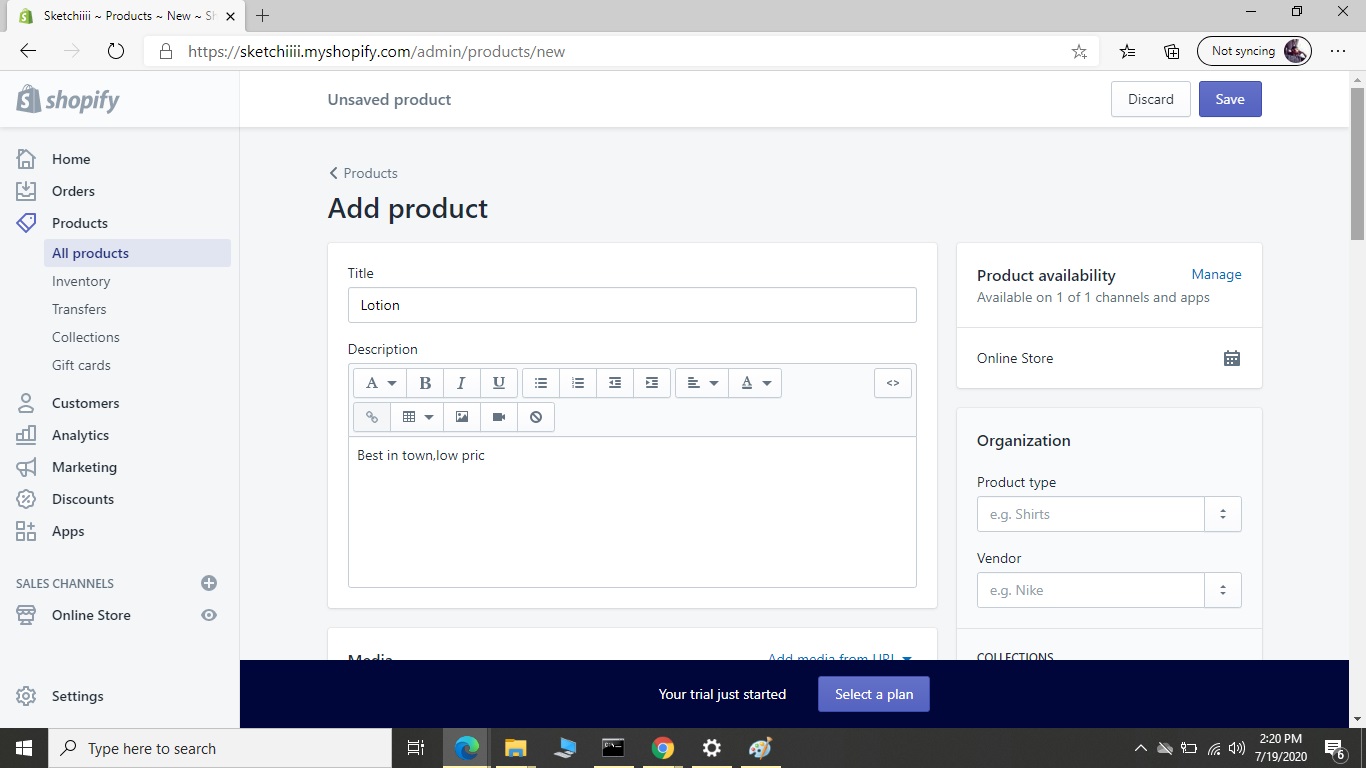 Sketchiiii ~ Products ~ New ~ Sh
https://sketchiiii.myshopify.com/admin/products/new
Not syncing
shopify
Unsaved product
Discard
Save
Home
Orders
Products
All products
Inventory
Transfers
Collections
Gift cards
Customers
Analytics
Marketing
Discounts
Apps
SALES CHANNELS
Online Store
Settings
Products
Add product
Title
Lotion
Description
A
B
I
U
A
<>
Best in town,low pric
Media
Add media from URL
Product availability
Manage
Available on 1 of 1 channels and apps
Online Store
Organization
Product type
e.g. Shirts
Vendor
e.g. Nike
COLLECTIONS
Your trial just started
Select a plan
Type here to search
2:20 PM
7/19/2020
6